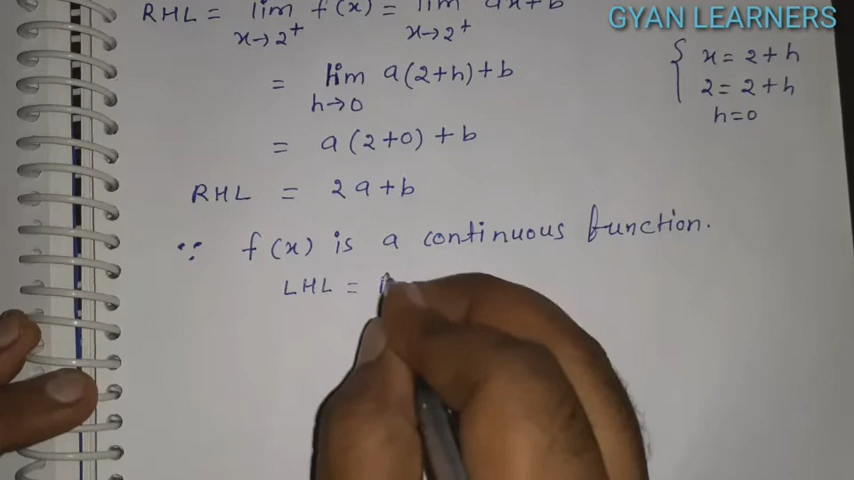 GYAN LEARNERS
RHL = lim f(x) = lim ax+b
x→2⁺ x→2⁺
= lim a(2+h)+b
h→0
{ x = 2+h
2 = 2+h
h=0
= a(2+0)+b
RHL = 2a+b
∵ f(x) is a continuous function.
LHL =